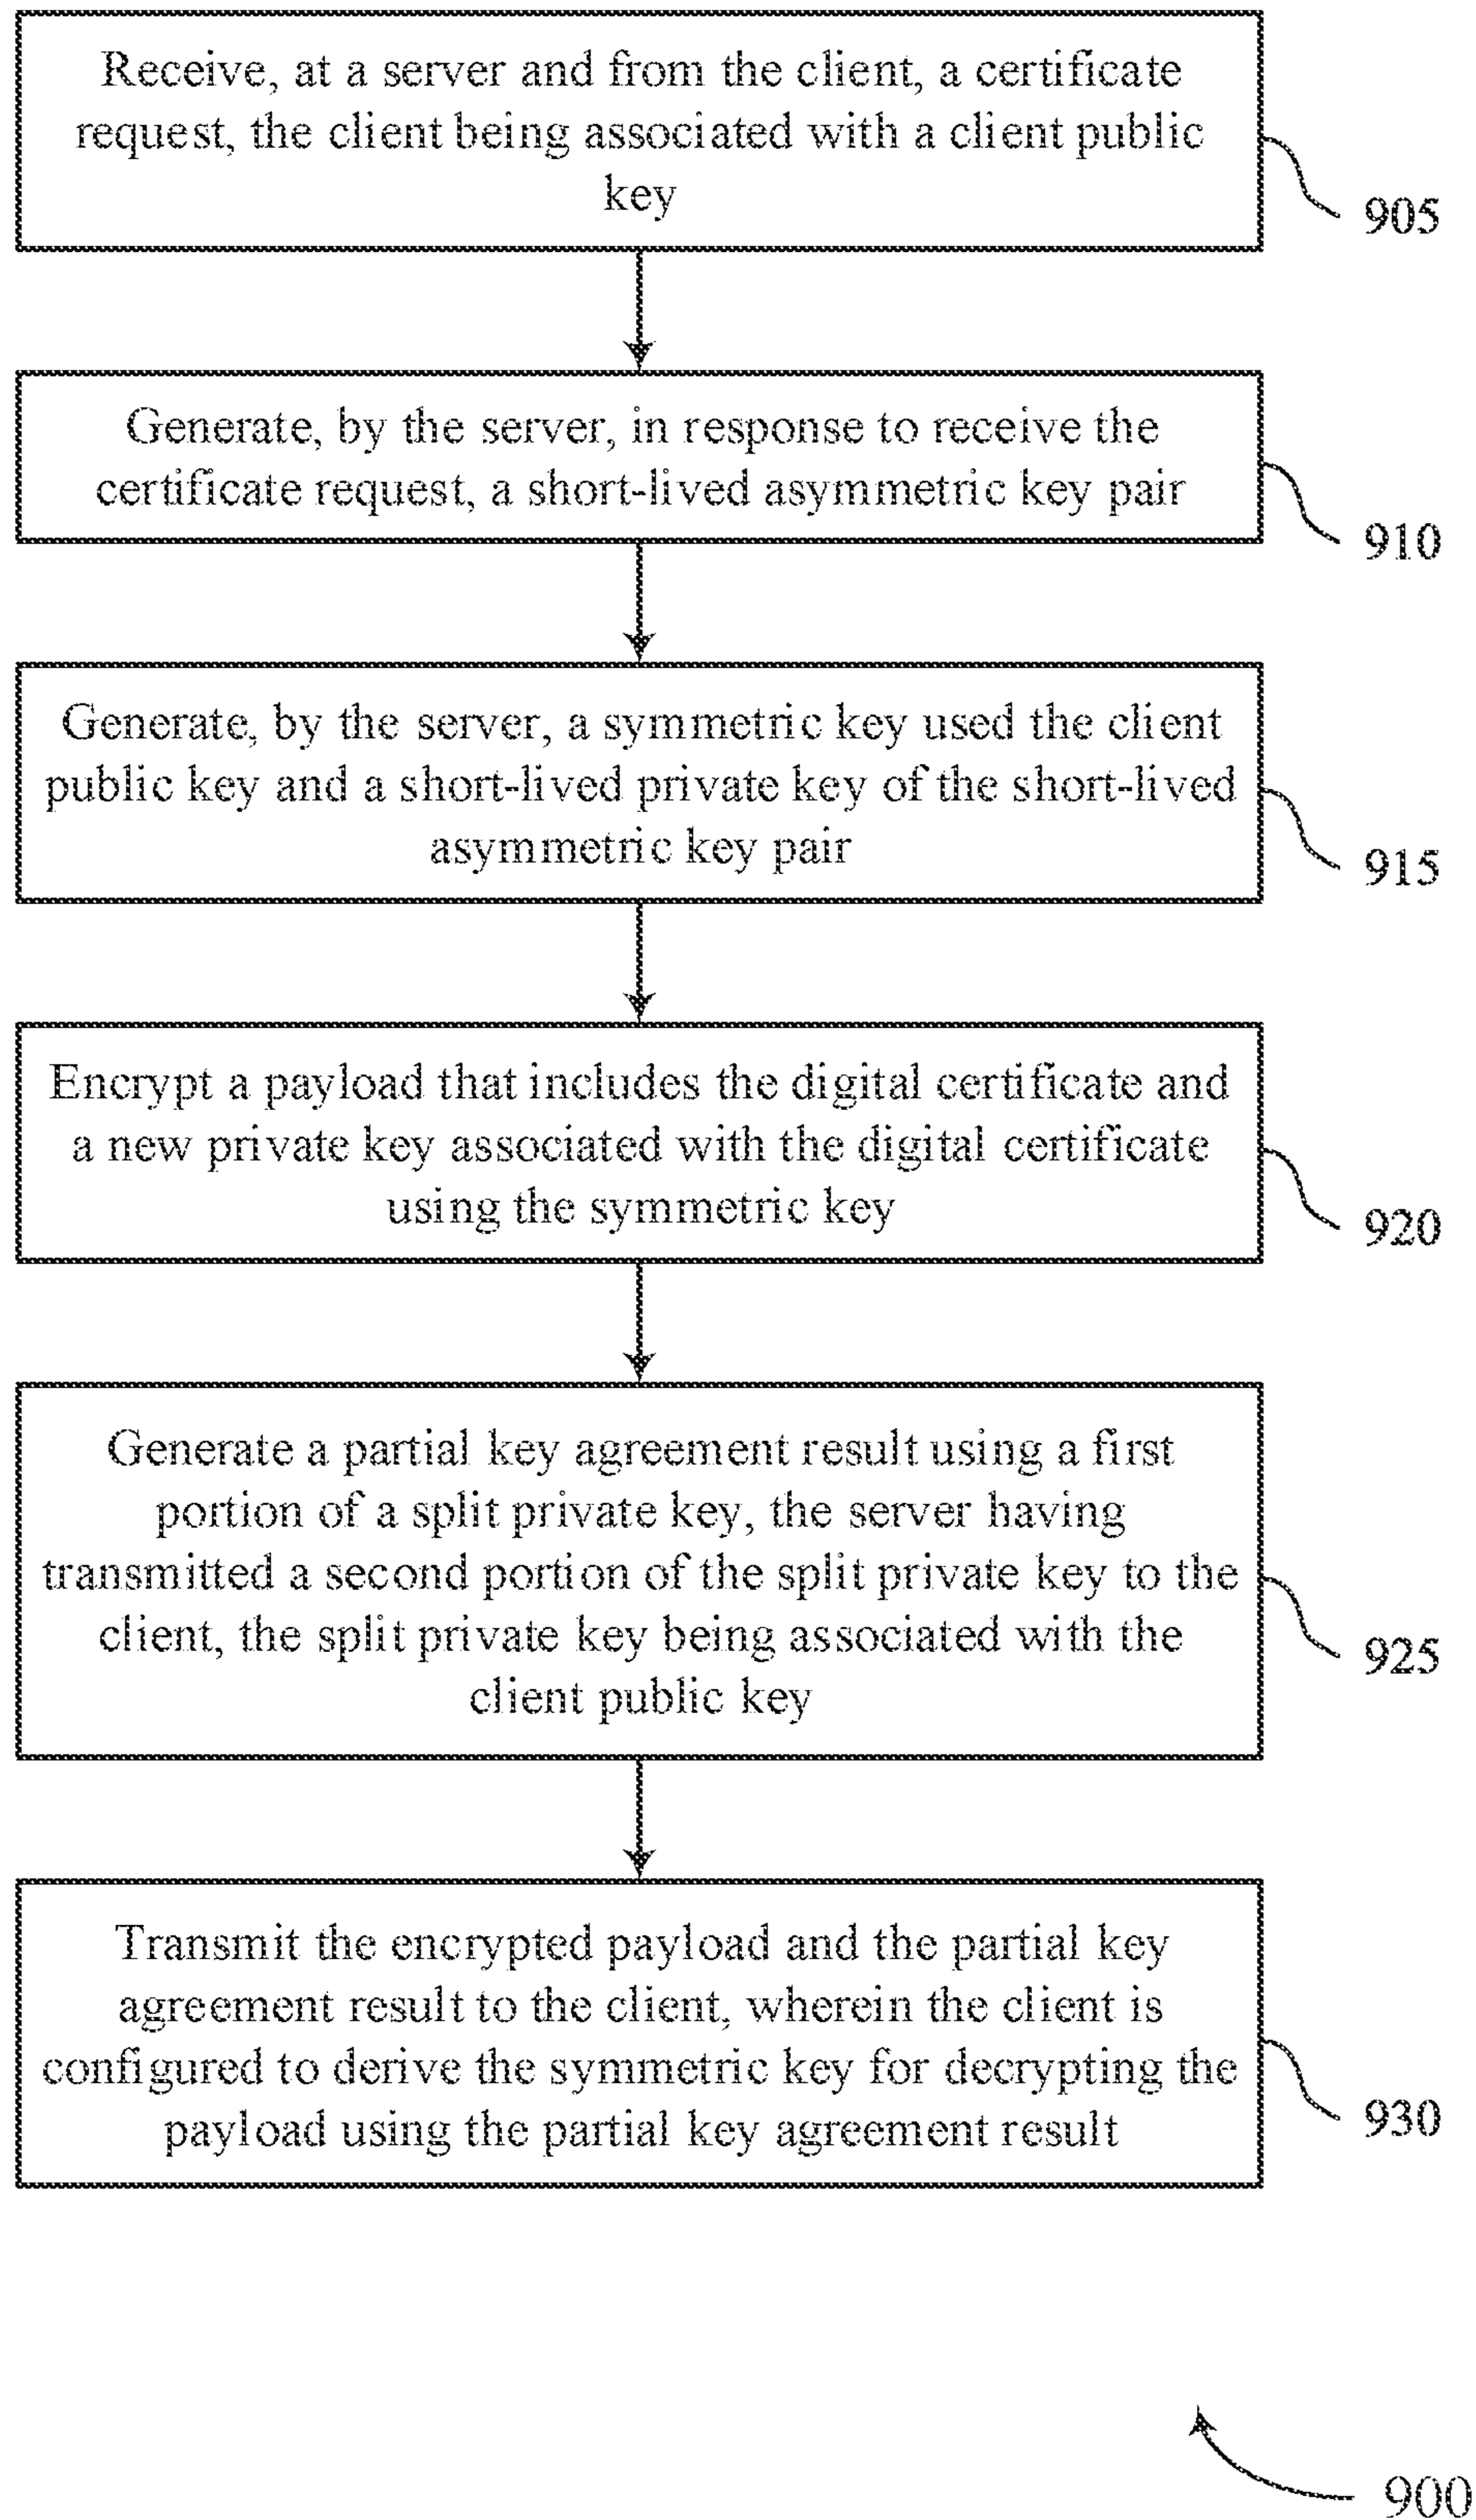 Receive, at a server and from the client, a certificate
request, the client being associated with a client public
key
905
Generate, by the server, in response to receive the
certificate request, a short-lived asymmetric key pair
910
Generate, by the server, a symmetric key used the client
public key and a short-lived private key of the short-lived
asymmetric key pair
915
Encrypt a payload that includes the digital certificate and
a new private key associated with the digital certificate
using the symmetric key
920
Generate a partial key agreement result using a first
portion of a split private key, the server having
transmitted a second portion of the split private key to the
client, the split private key being associated with the
client public key
925
Transmit the encrypted payload and the partial key
agreement result to the client, wherein the client is
configured to derive the symmetric key for decrypting the
payload using the partial key agreement result
930
900